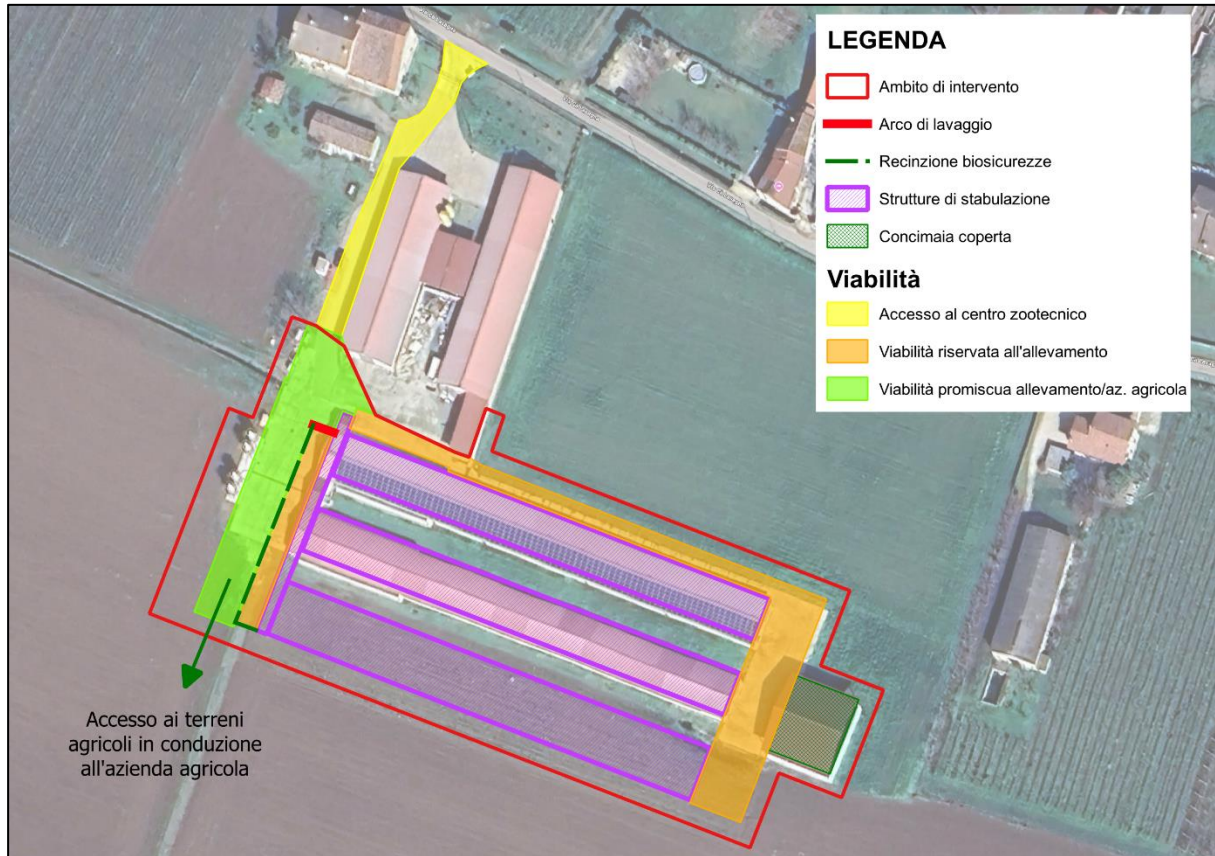 LEGENDA
Ambito di intervento
Arco di lavaggio
Recinzione biosicurezze
Strutture di stabulazione
Concimaia coperta
Viabilità
Accesso al centro zootecnico
Viabilità riservata all'allevamento
Viabilità promiscua allevamento/az. agricola
Accesso ai terreni
agricoli in conduzione
all'azienda agricola